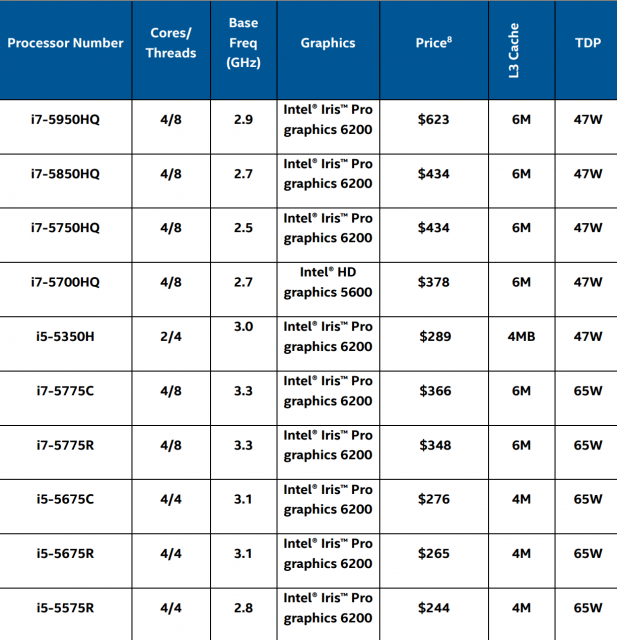 Processor Number Cores/ Threads Base Freq (GHz) Graphics Price⁸ L3 Cache TDP
i7-5950HQ 4/8 2.9 Intel® Iris™ Pro graphics 6200 $623 6M 47W
i7-5850HQ 4/8 2.7 Intel® Iris™ Pro graphics 6200 $434 6M 47W
i7-5750HQ 4/8 2.5 Intel® Iris™ Pro graphics 6200 $434 6M 47W
i7-5700HQ 4/8 2.7 Intel® HD graphics 5600 $378 6M 47W
i5-5350H 2/4 3.0 Intel® Iris™ Pro graphics 6200 $289 4MB 47W
i7-5775C 4/8 3.3 Intel® Iris™ Pro graphics 6200 $366 6M 65W
i7-5775R 4/8 3.3 Intel® Iris™ Pro graphics 6200 $348 6M 65W
i5-5675C 4/4 3.1 Intel® Iris™ Pro graphics 6200 $276 4M 65W
i5-5675R 4/4 3.1 Intel® Iris™ Pro graphics 6200 $265 4M 65W
i5-5575R 4/4 2.8 Intel® Iris™ Pro graphics 6200 $244 4M 65W